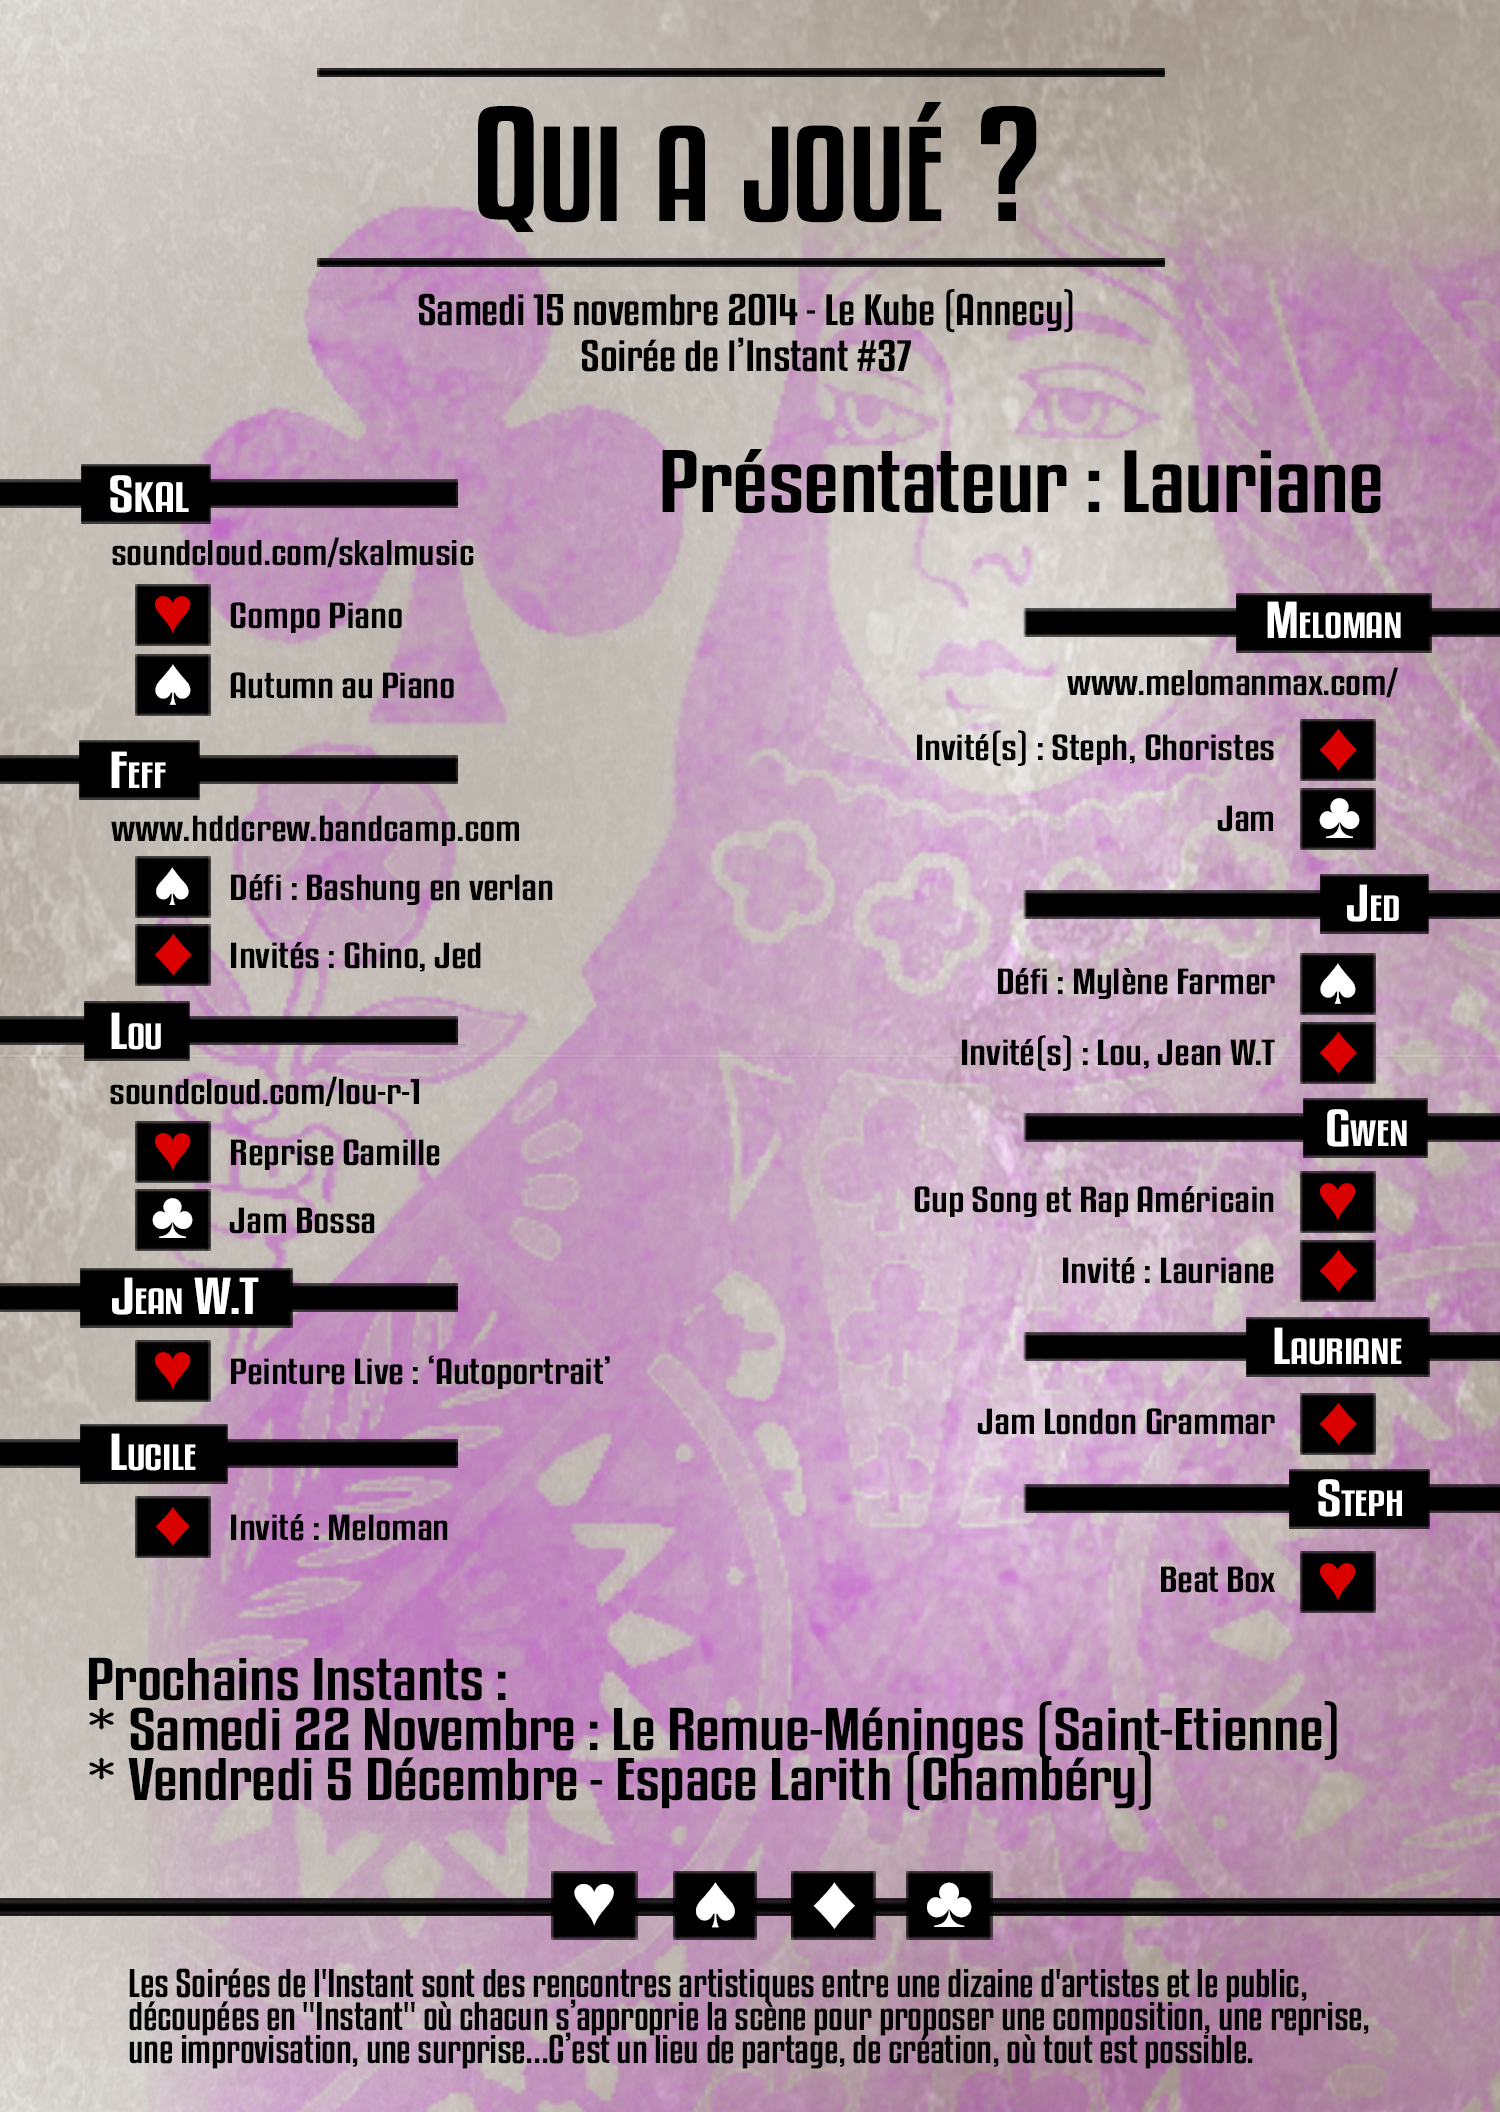 Qui a joué ?
Samedi 15 novembre 2014 - Le Kube (Annecy)
Soirée de l'Instant #37
Présentateur : Lauriane
Skal
soundcloud.com/skalmusic
Compo Piano
Autumn au Piano
Feff
www.hddcrew.bandcamp.com
Défi : Bashung en verlan
Invités : Ghino, Jed
Lou
soundcloud.com/lou-r-1
Reprise Camille
Jam Bossa
Jean W.T
Peinture Live : ‘Autoportrait’
Lucile
Invité : Meloman
Meloman
www.melomanmax.com/
Invité(s) : Steph, Choristes
Jam
Jed
Défi : Mylène Farmer
Invité(s) : Lou, Jean W.T
Gwen
Cup Song et Rap Américain
Invité : Lauriane
Lauriane
Jam London Grammar
Steph
Beat Box
Prochains Instants :
* Samedi 22 Novembre : Le Remue-Méninges (Saint-Etienne)
* Vendredi 5 Décembre - Espace Larith (Chambéry)
Les Soirées de l'Instant sont des rencontres artistiques entre une dizaine d'artistes et le public,
découpées en "Instant" où chacun s’approprie la scène pour proposer une composition, une reprise,
une improvisation, une surprise...C’est un lieu de partage, de création, où tout est possible.